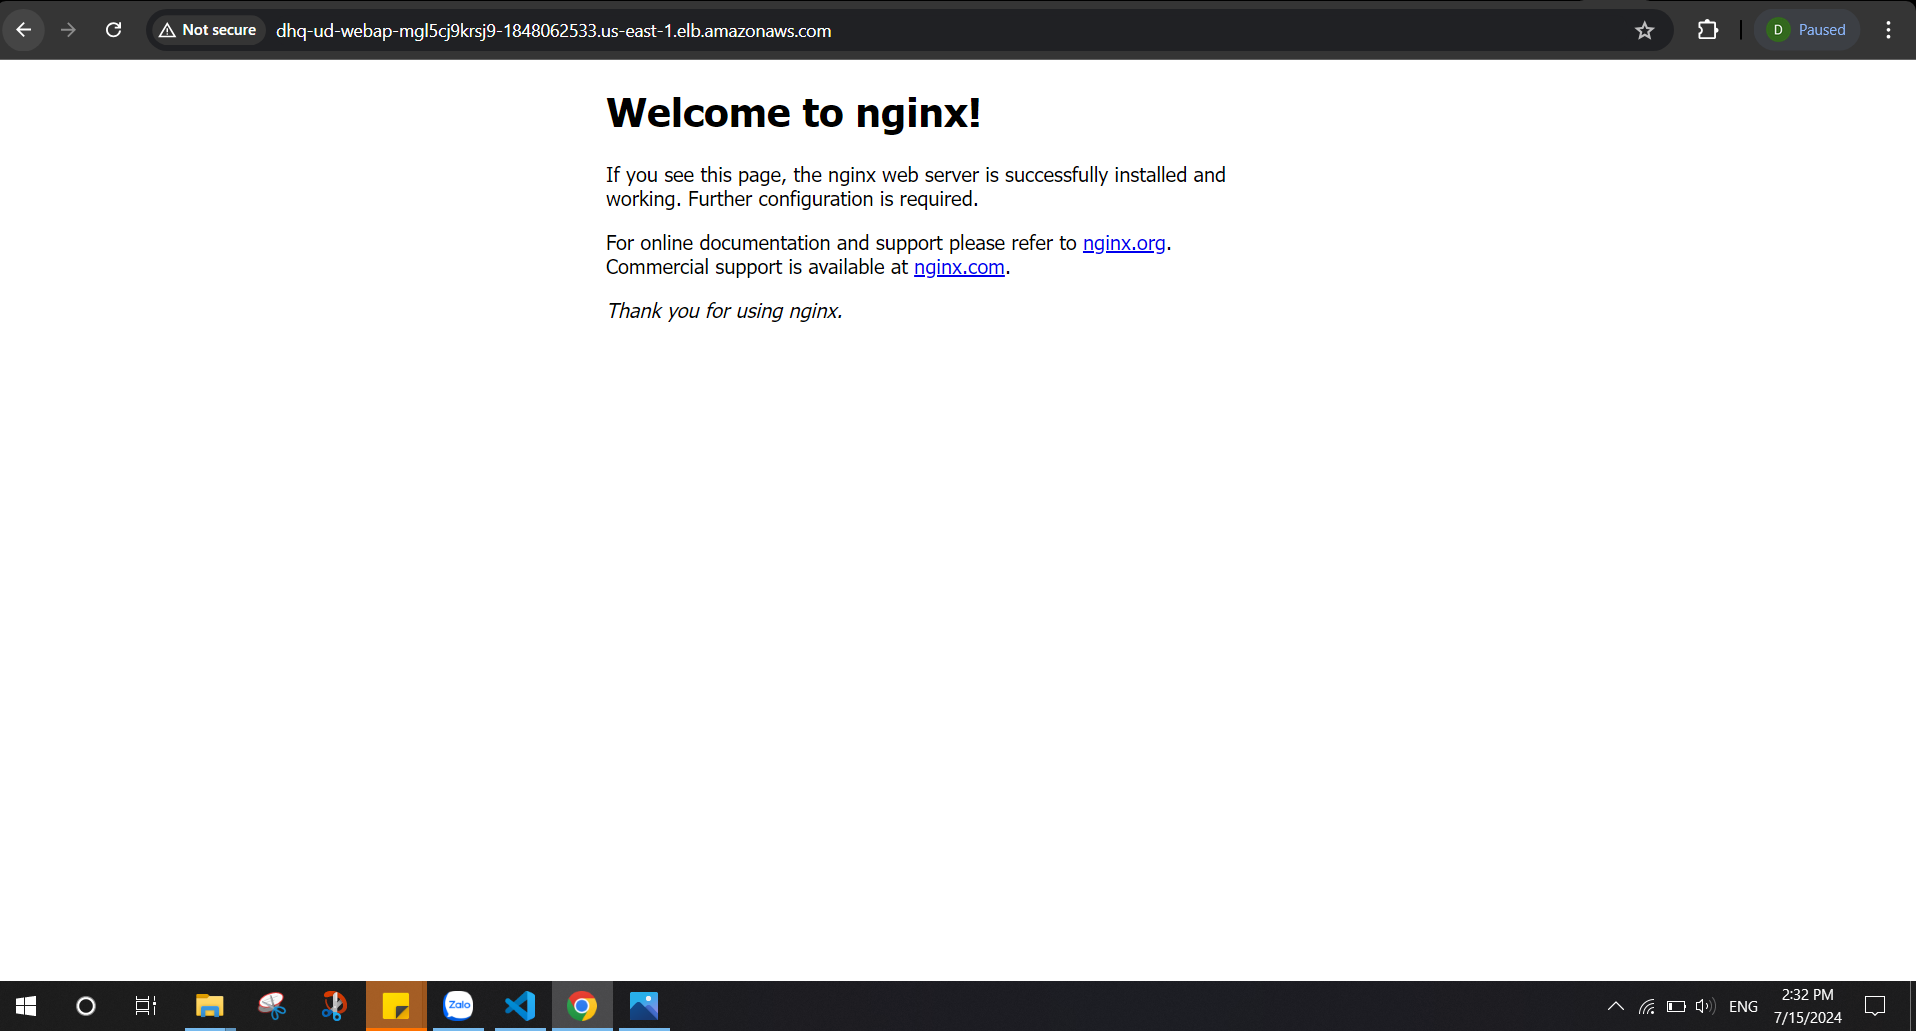 Not secure
dhq-ud-webap-mgl5cj9krsj9-1848062533.us-east-1.elb.amazonaws.com
D
Paused
Welcome to nginx!
If you see this page, the nginx web server is successfully installed and
working. Further configuration is required.
For online documentation and support please refer to nginx.org.
Commercial support is available at nginx.com.
Thank you for using nginx.
Zalo
ENG
2:32 PM
7/15/2024